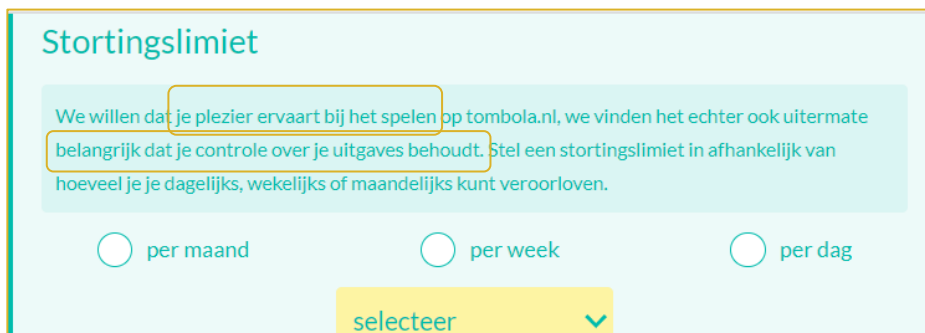 Stortingslimiet
We willen dat je plezier ervaart bij het spelen op tombola.nl, we vinden het echter ook uitermate
belangrijk dat je controle over je uitgaves behoudt. Stel een stortingslimiet in afhankelijk van
hoeveel je je dagelijks, wekelijks of maandelijks kunt veroorloven.
per maand per week per dag
selecteer